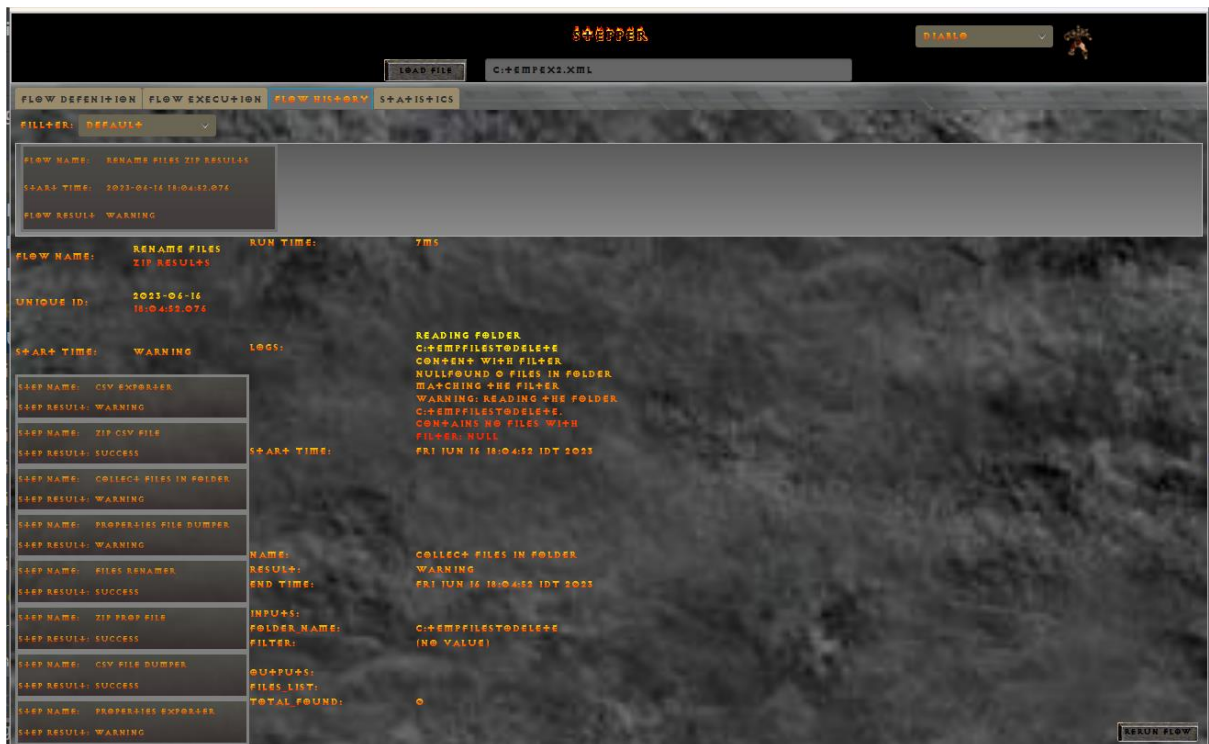 STEPPER
DIABLO
LOAD FILE
C:TEMPEX2.XML
FLOW DEFENITION
FLOW EXECUTION
FLOW HISTORY
STATISTICS
FILLTER: DEFAULT
FLOW NAME: RENAME FILES ZIP RESULTS
START TIME: 2023-06-16 18:04:52.076
FLOW RESULT WARNING
FLOW NAME: RENAME FILES
ZIP RESULTS
UNIQUE ID: 2023-06-16
18:04:52.076
START TIME: WARNING
STEP NAME: CSV EXPORTER
STEP RESULT: WARNING
STEP NAME: ZIP CSV FILE
STEP RESULT: SUCCESS
STEP NAME: COLLECT FILES IN FOLDER
STEP RESULT: WARNING
STEP NAME: PROPERTIES FILE DUMPER
STEP RESULT: WARNING
STEP NAME: FILES RENAMER
STEP RESULT: SUCCESS
STEP NAME: ZIP PROP FILE
STEP RESULT: SUCCESS
STEP NAME: CSV FILE DUMPER
STEP RESULT: SUCCESS
STEP NAME: PROPERTIES EXPORTER
STEP RESULT: WARNING
RUN TIME: 7MS
LOGS: READING FOLDER
C:TEMPFILESTODELETE
CONTENT WITH FILTER
NULLFOUND 0 FILES IN FOLDER
MATCHING THE FILTER
WARNING: READING THE FOLDER
C:TEMPFILESTODELETE.
CONTAINS NO FILES WITH
FILTER: NULL
START TIME: FRI JUN 16 18:04:52 IDT 2023
NAME: COLLECT FILES IN FOLDER
RESULT: WARNING
END TIME: FRI JUN 16 18:04:52 IDT 2023
INPUTS:
FOLDER_NAME: C:TEMPFILESTODELETE
FILTER: (NO VALUE)
OUTPUTS:
FILES_LIST:
TOTAL_FOUND: 0
RERUN FLOW